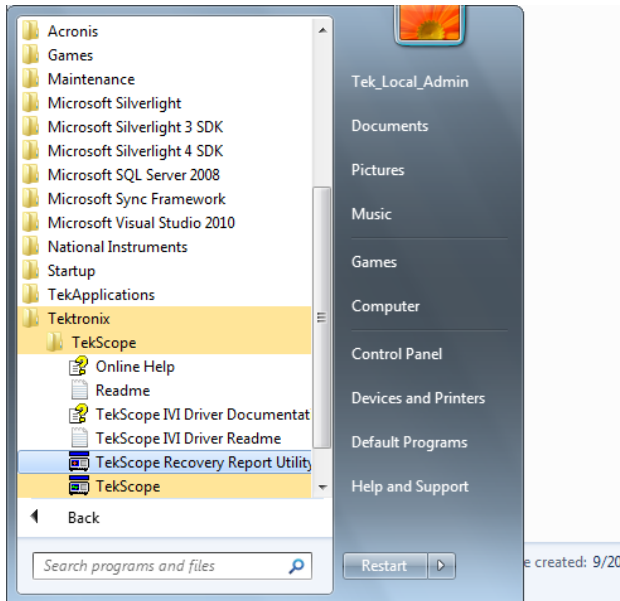 Acronis
Games
Maintenance
Microsoft Silverlight
Microsoft Silverlight 3 SDK
Microsoft Silverlight 4 SDK
Microsoft SQL Server 2008
Microsoft Sync Framework
Microsoft Visual Studio 2010
National Instruments
Startup
TekApplications
Tektronix
TekScope
Online Help
Readme
TekScope IVI Driver Documentat
TekScope IVI Driver Readme
TekScope Recovery Report Utility
TekScope
Back
Search programs and files
Tek_Local_Admin
Documents
Pictures
Music
Games
Computer
Control Panel
Devices and Printers
Default Programs
Help and Support
Restart
e created: 9/20